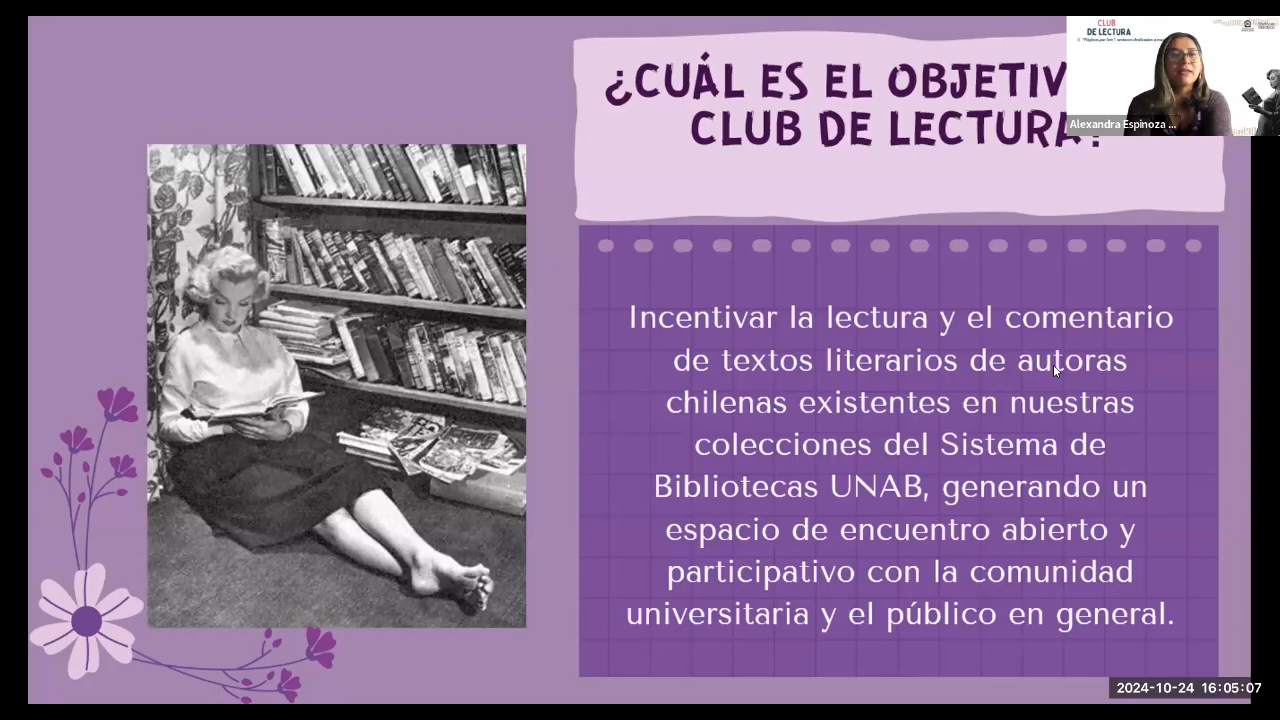 ¿CUÁL ES EL OBJETIV
CLUB DE LECTURA?
Incentivar la lectura y el comentario
de textos literarios de autoras
chilenas existentes en nuestras
colecciones del Sistema de
Bibliotecas UNAB, generando un
espacio de encuentro abierto y
participativo con la comunidad
universitaria y el público en general.
CLUB
DE LECTURA
Alexandra Espinoza ...
2024-10-24 16:05:07